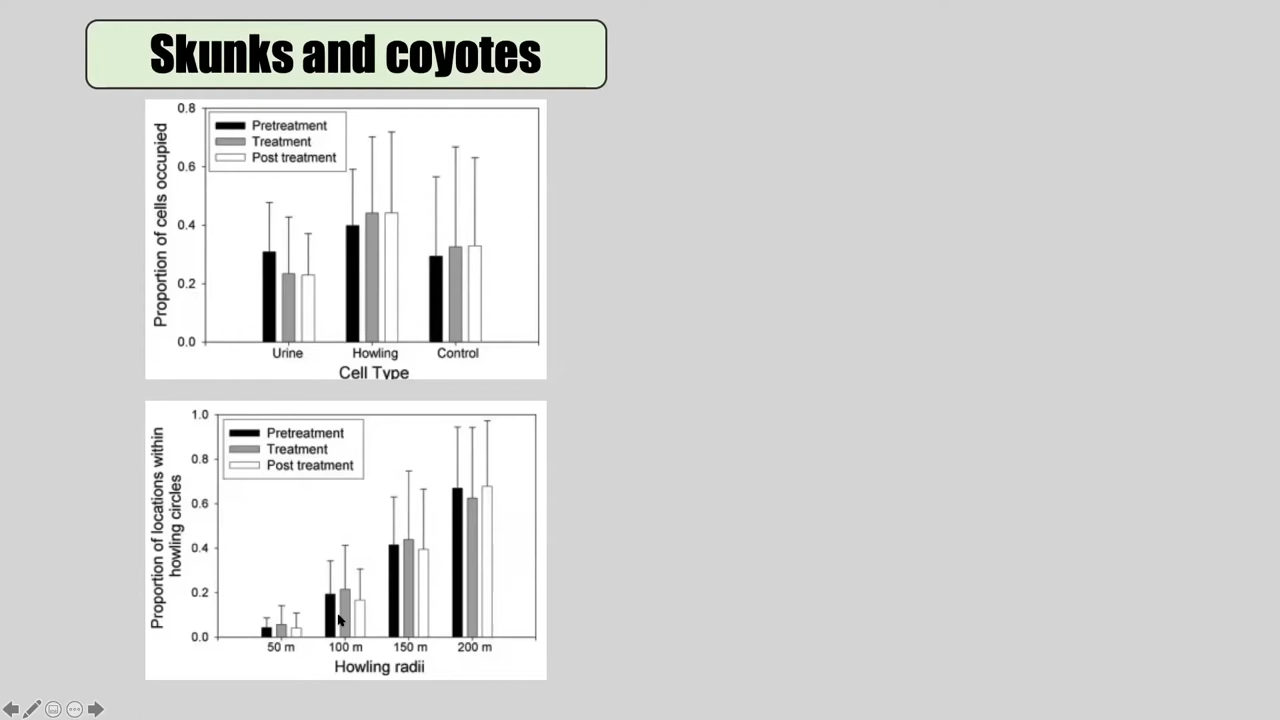 Skunks and coyotes
Proportion of cells occupied
0.8
0.6
0.4
0.2
0.0
Pretreatment
Treatment
Post treatment
Urine Howling Control
Cell Type
Proportion of locations within
howling circles
1.0
0.8
0.6
0.4
0.2
0.0
Pretreatment
Treatment
Post treatment
50 m 100 m 150 m 200 m
Howling radii